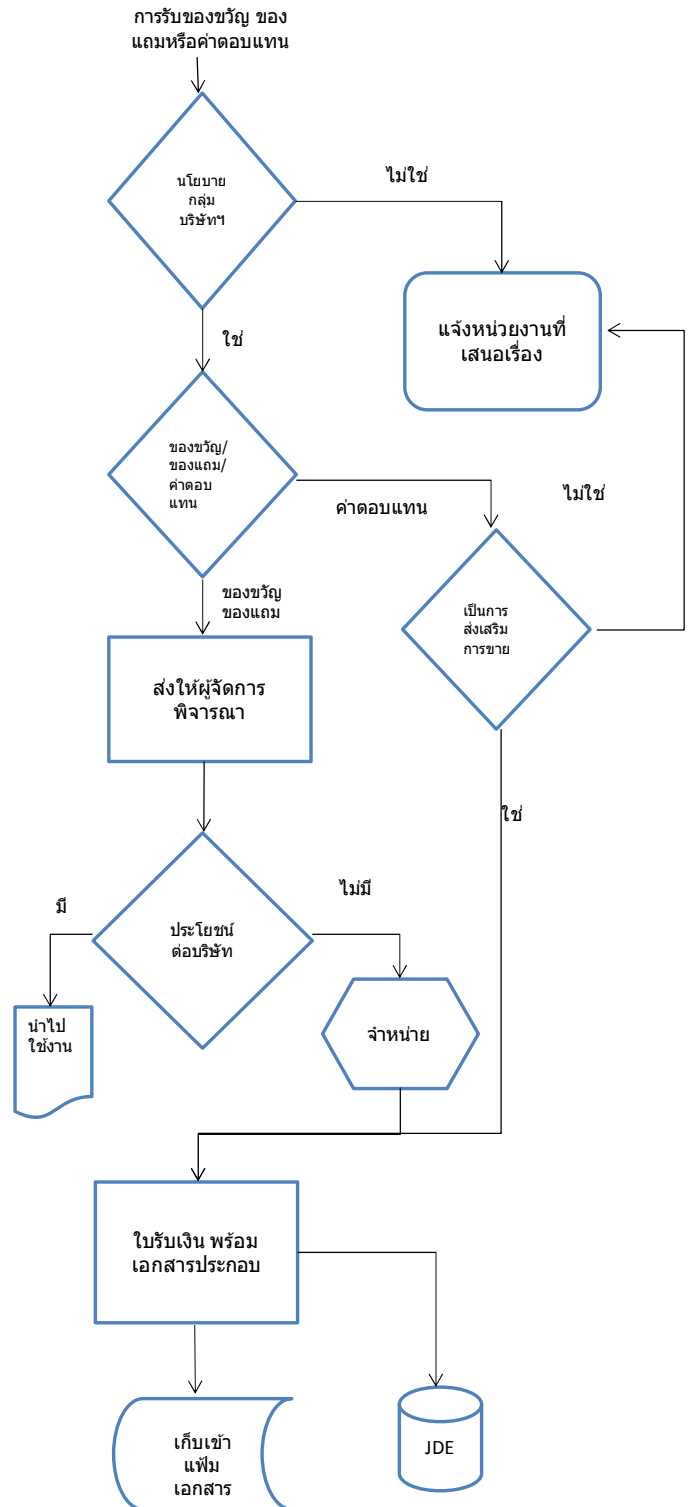 การรับของขวัญ ของ
แถมหรือค่าตอบแทน
นโยบาย
กลุ่ม
บริษัทฯ
ไม่ใช่
แจ้งหน่วยงานที่
เสนอเรื่อง
ใช่
ของขวัญ/
ของแถม/
ค่าตอบ
แทน
ค่าตอบแทน
ไม่ใช่
ของขวัญ
ของแถม
เป็นการ
ส่งเสริม
การขาย
ส่งให้ผู้จัดการ
พิจารณา
ใช่
ประโยชน์
ต่อบริษัท
มี
ไม่มี
นำไป
ใช้งาน
จำหน่าย
ใบรับเงิน พร้อม
เอกสารประกอบ
เก็บเข้า
แฟ้ม
เอกสาร
JDE